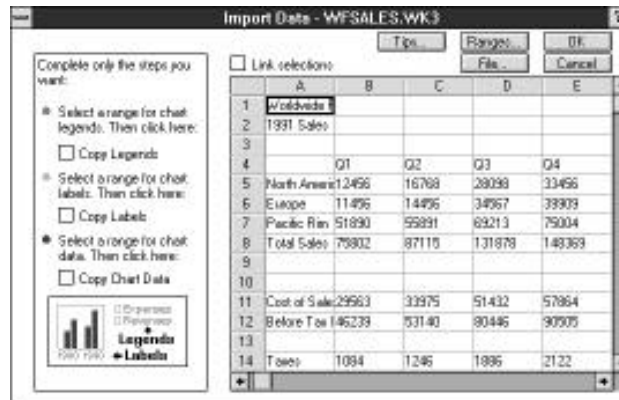 Import Data - WFSALES.WK3
Tips... Ranges... OK
File... Cancel
Complete only the steps you
want:
Select a range for chart
legends. Then click here:
Copy Legends
Select a range for chart
labels. Then click here:
Copy Labels
Select a range for chart
data. Then click here:
Copy Chart Data
Expenses
Revenues
Legends
1980 1990 Labels
Link selections
A B C D E
1 Worldwide
2 1991 Sales
3
4 Q1 Q2 Q3 Q4
5 North Americ 12456 16768 28098 33456
6 Europe 11456 14456 34567 39909
7 Pacific Rim 51890 55891 69213 75004
8 Total Sales 75802 87115 131878 148369
9
10
11 Cost of Sale 29563 33975 51432 57864
12 Before Tax 46239 53140 80446 90505
13
14 Taxes 1084 1246 1886 2122